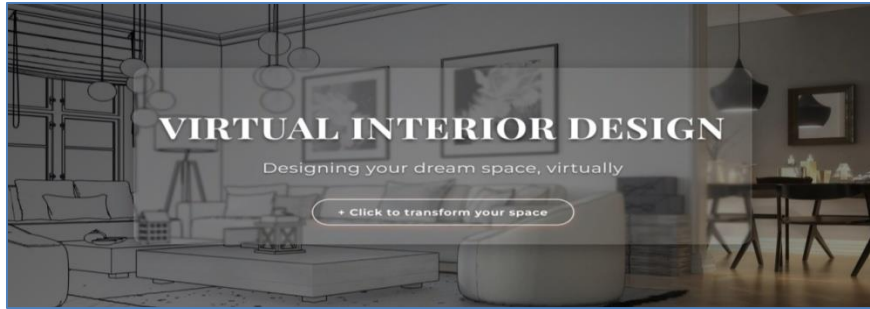 VIRTUAL INTERIOR DESIGN
Designing your dream space, virtually
+ Click to transform your space